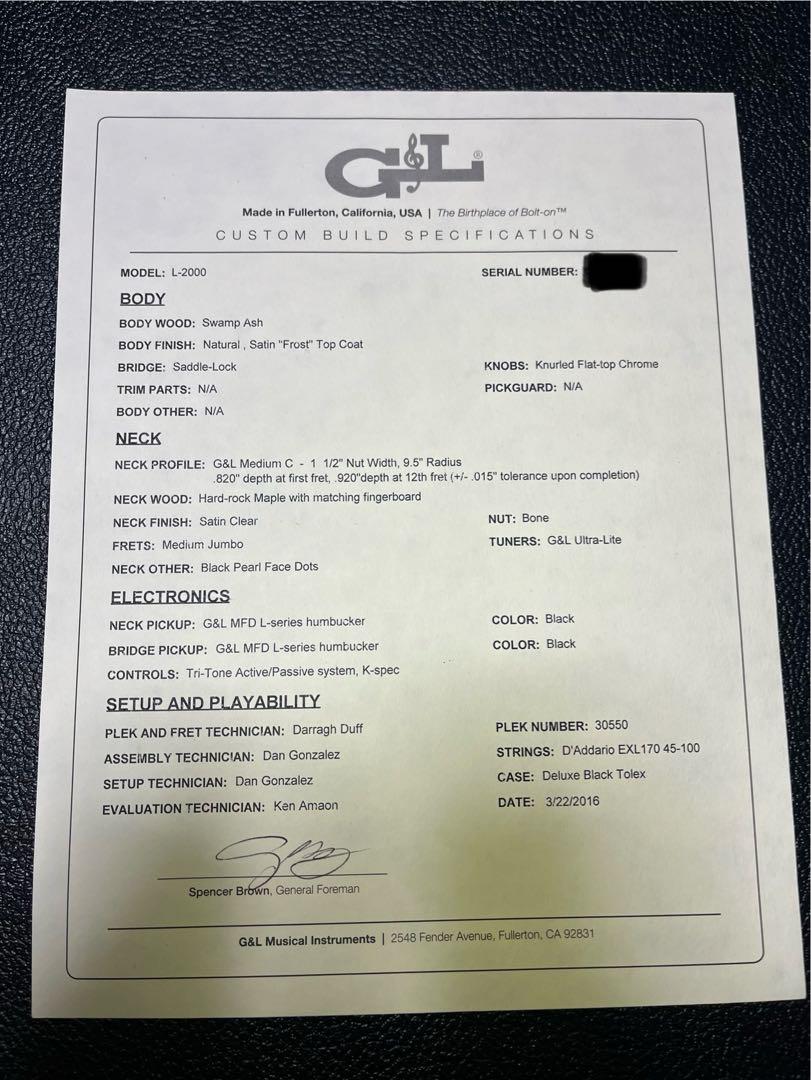 G&L®
Made in Fullerton, California, USA | The Birthplace of Bolt-on™
CUSTOM BUILD SPECIFICATIONS
MODEL: L-2000 SERIAL NUMBER:
BODY
BODY WOOD: Swamp Ash
BODY FINISH: Natural , Satin "Frost" Top Coat
BRIDGE: Saddle-Lock KNOBS: Knurled Flat-top Chrome
TRIM PARTS: N/A PICKGUARD: N/A
BODY OTHER: N/A
NECK
NECK PROFILE: G&L Medium C - 1 1/2" Nut Width, 9.5" Radius
.820" depth at first fret, .920"depth at 12th fret (+/- .015" tolerance upon completion)
NECK WOOD: Hard-rock Maple with matching fingerboard
NECK FINISH: Satin Clear NUT: Bone
FRETS: Medium Jumbo TUNERS: G&L Ultra-Lite
NECK OTHER: Black Pearl Face Dots
ELECTRONICS
NECK PICKUP: G&L MFD L-series humbucker COLOR: Black
BRIDGE PICKUP: G&L MFD L-series humbucker COLOR: Black
CONTROLS: Tri-Tone Active/Passive system, K-spec
SETUP AND PLAYABILITY
PLEK AND FRET TECHNICIAN: Darragh Duff PLEK NUMBER: 30550
ASSEMBLY TECHNICIAN: Dan Gonzalez STRINGS: D'Addario EXL170 45-100
SETUP TECHNICIAN: Dan Gonzalez CASE: Deluxe Black Tolex
EVALUATION TECHNICIAN: Ken Amaon DATE: 3/22/2016
Spencer Brown, General Foreman
G&L Musical Instruments | 2548 Fender Avenue, Fullerton, CA 92831